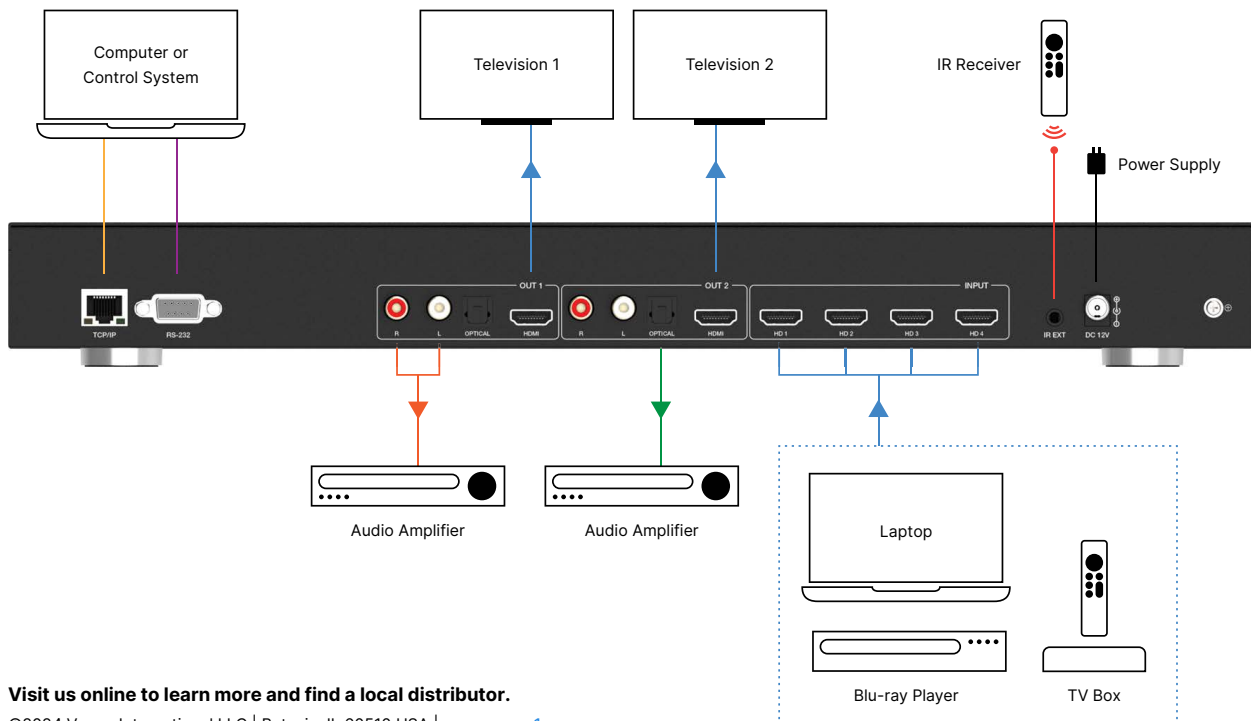 Computer or
Control System
Television 1
Television 2
IR Receiver
Power Supply
OUT 1
OUT 2
INPUT
TCP/IP
RS-232
R
L
OPTICAL
HDMI
R
L
OPTICAL
HDMI
HD 1
HD 2
HD 3
HD 4
IR EXT
DC 12V
Audio Amplifier
Audio Amplifier
Laptop
Blu-ray Player
TV Box
Visit us online to learn more and find a local distributor.